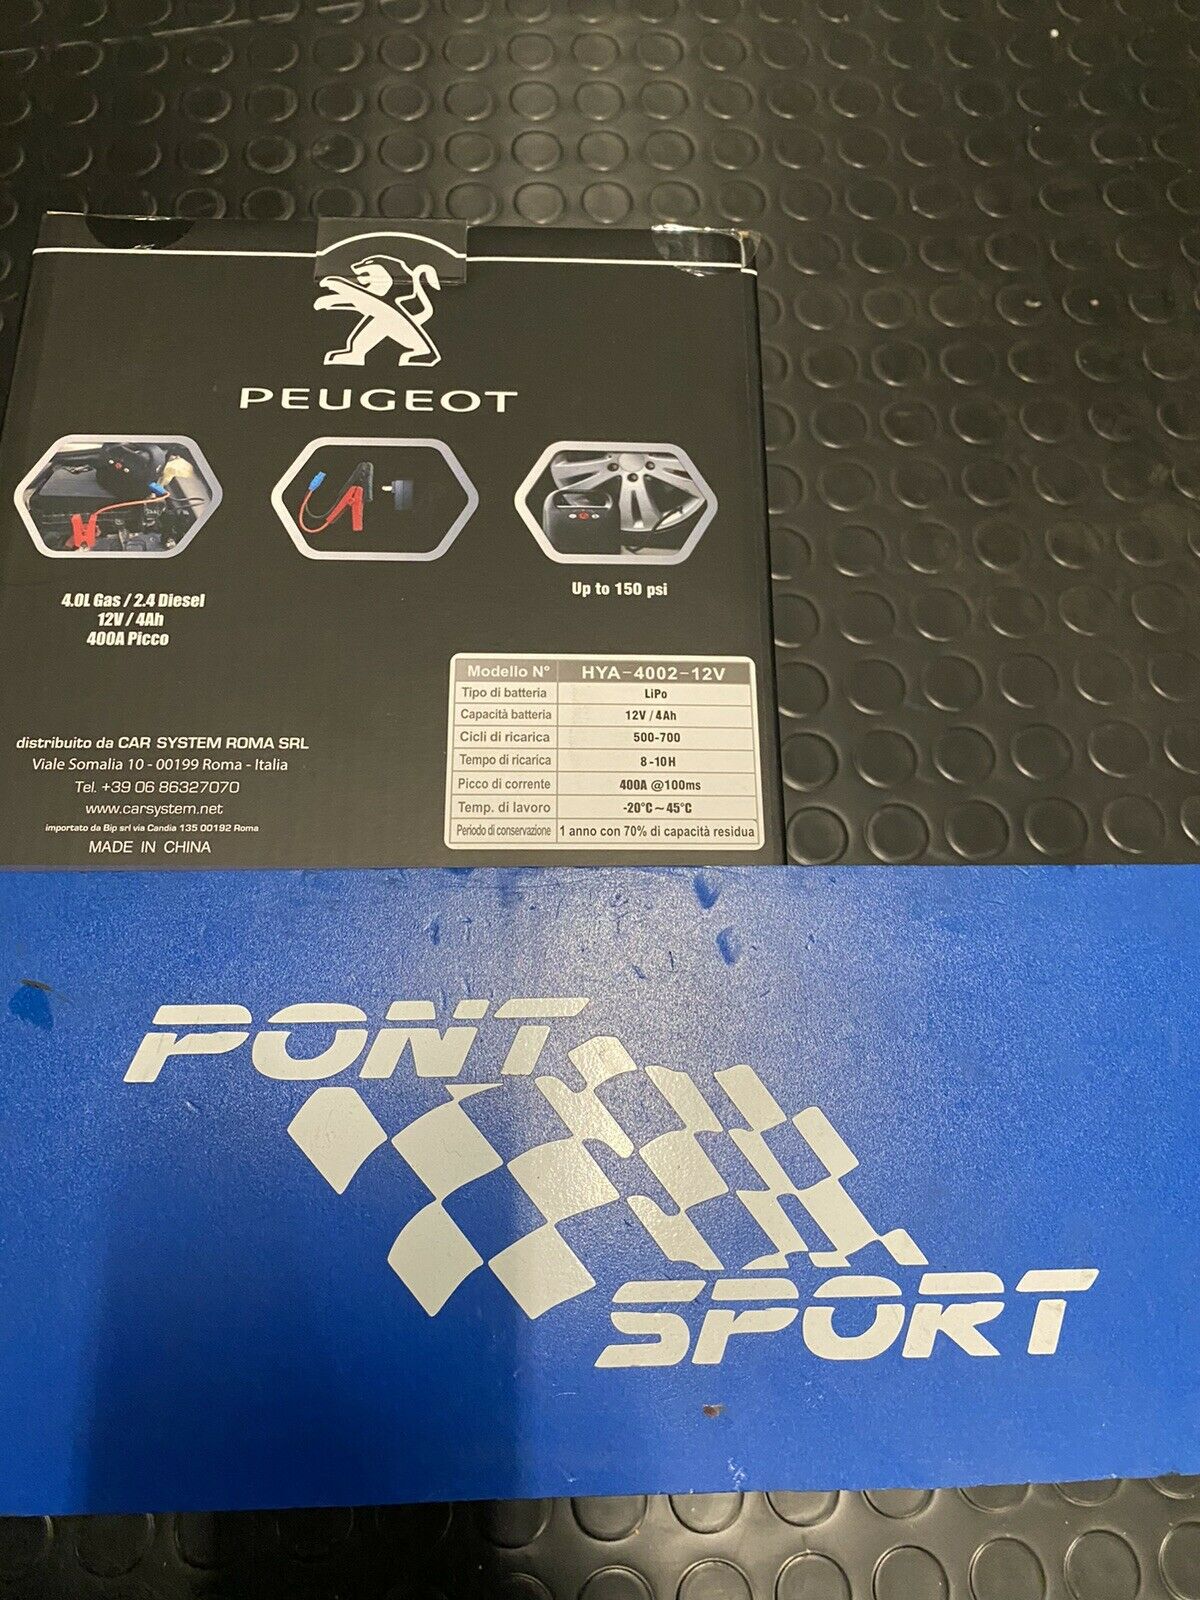 PEUGEOT
4.0L Gas / 2.4 Diesel
12V / 4Ah
400A Picco
Up to 150 psi
Modello N° HYA-4002-12V
Tipo di batteria LiPo
Capacità batteria 12V / 4Ah
Cicli di ricarica 500-700
Tempo di ricarica 8-10H
Picco di corrente 400A @100ms
Temp. di lavoro -20°C~45°C
Periodo di conservazione 1 anno con 70% di capacità residua
distribuito da CAR SYSTEM ROMA SRL
Viale Somalia 10 - 00199 Roma - Italia
Tel. +39 06 86327070
www.carsystem.net
importato da Bip srl via Candia 135 00192 Roma
MADE IN CHINA
PONT
SPORT